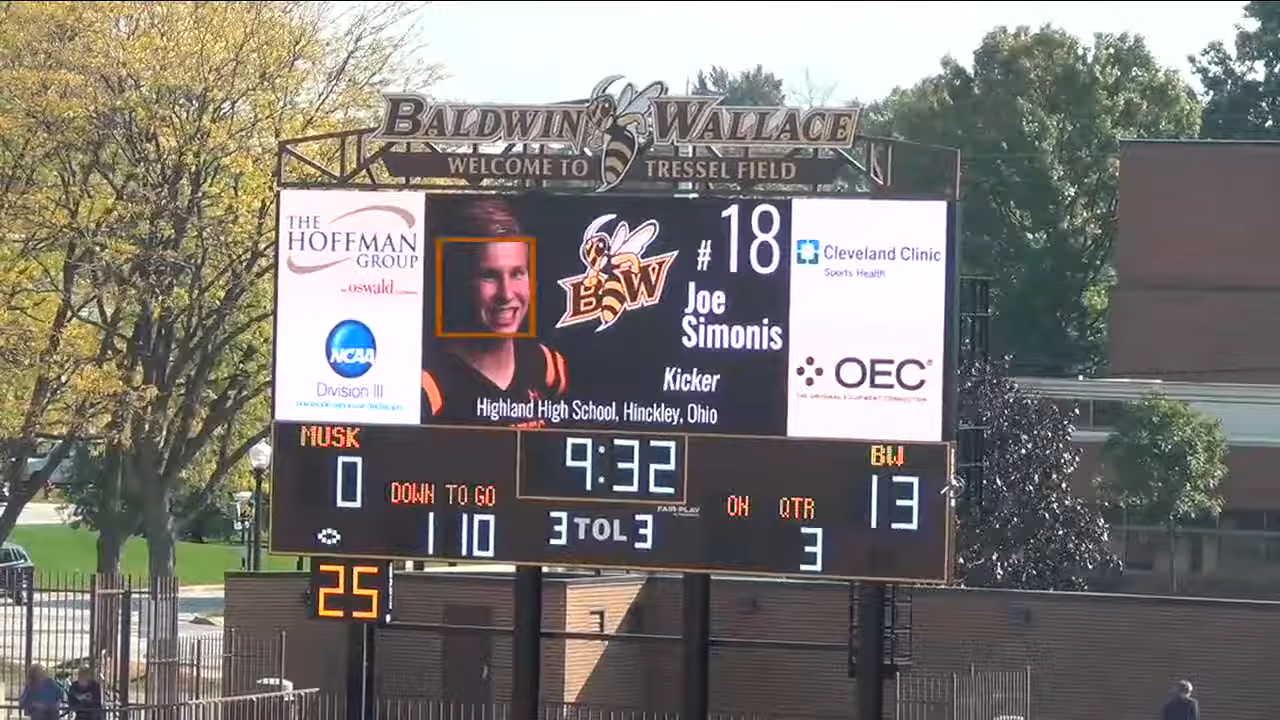 BALDWIN WALLACE
WELCOME TO TRESSEL FIELD
THE
HOFFMAN
GROUP
oswald
NCAA
Division III
BW
#18
Joe
Simonis
Kicker
Highland High School, Hinckley, Ohio
Cleveland Clinic
Sports Health
OEC
THE ORIGINAL EQUIPMENT CONNECTION
MUSK
0
9:32
BW
13
DOWN TO GO
1 10
3 TOL 3
FAIR-PLAY
ON QTR
3
25